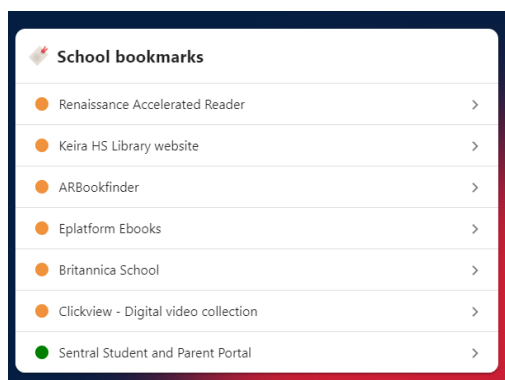 School bookmarks
Renaissance Accelerated Reader
Keira HS Library website
ARBookfinder
Eplatform Ebooks
Britannica School
Clickview - Digital video collection
Sentral Student and Parent Portal